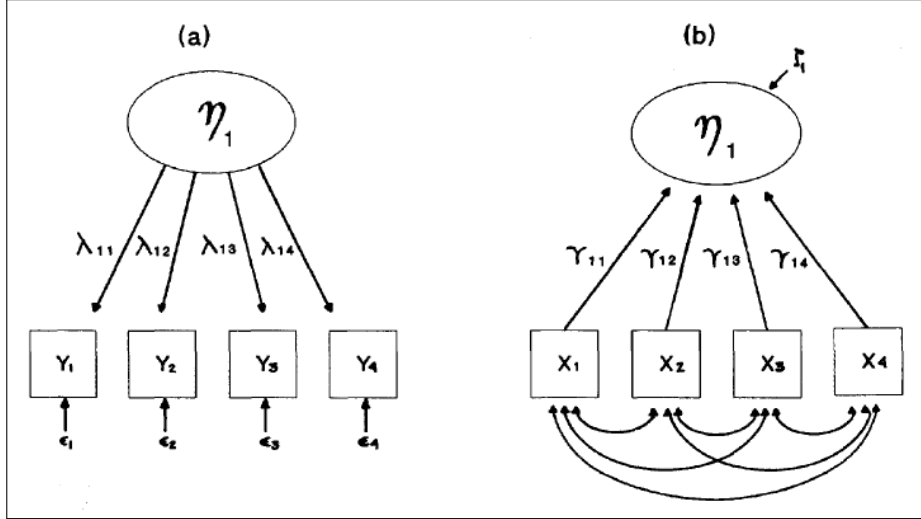 (a) (b)
ζ₁
η₁ η₁
λ₁₁ λ₁₂ λ₁₃ λ₁₄ γ₁₁ γ₁₂ γ₁₃ γ₁₄
Y₁ Y₂ Y₃ Y₄ X₁ X₂ X₃ X₄
ϵ₁ ϵ₂ ϵ₃ ϵ₄